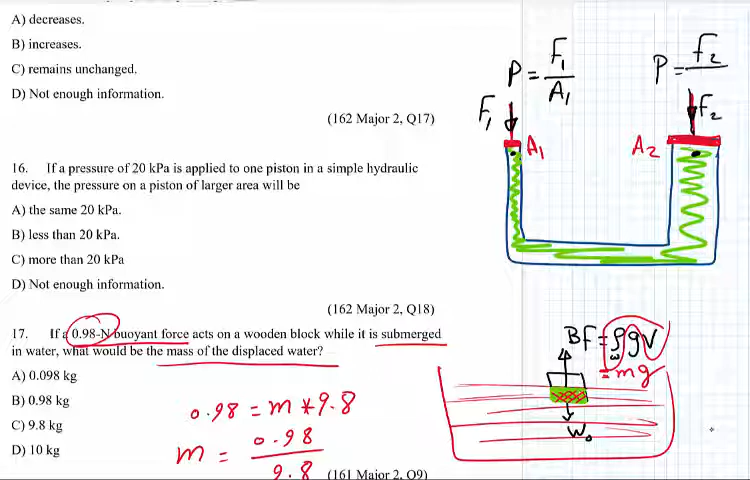 A) decreases.
B) increases.
C) remains unchanged.
D) Not enough information.
(162 Major 2, Q17)
16. If a pressure of 20 kPa is applied to one piston in a simple hydraulic
device, the pressure on a piston of larger area will be
A) the same 20 kPa.
B) less than 20 kPa.
C) more than 20 kPa
D) Not enough information.
(162 Major 2, Q18)
17. If a 0.98-N buoyant force acts on a wooden block while it is submerged
in water, what would be the mass of the displaced water?
A) 0.098 kg
B) 0.98 kg
C) 9.8 kg
D) 10 kg
(161 Major 2, Q9)
0.98 = m * 9.8
m = 0.98
9.8
P = F1
A1
P = F2
F1
F2
A1
A2
BF = ρw g V
= mg
Wo